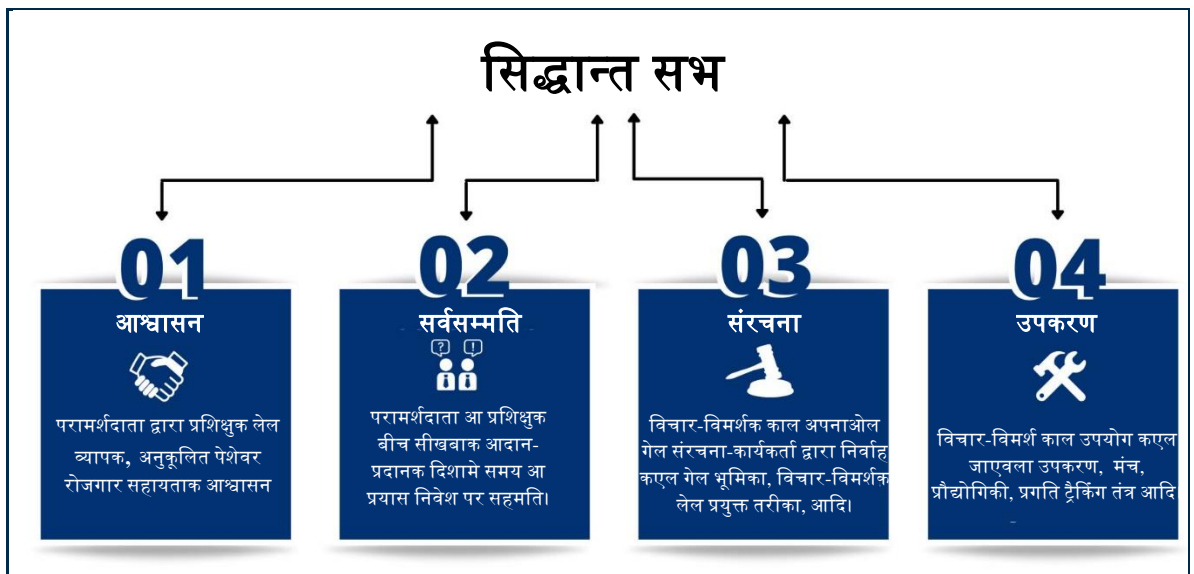 सिद्धान्त सभ
01
आश्वासन
परामर्शदाता द्वारा प्रशिक्षुक लेल
व्यापक, अनुकूलित पेशेवर
रोजगार सहायताक आश्वासन
02
सर्वसम्मति
? !
परामर्शदाता आ प्रशिक्षुक
बीच सीखबाक आदान-
प्रदानक दिशामे समय आ
प्रयास निवेश पर सहमति।
03
संरचना
विचार-विमर्शक काल अपनाओल
गेल संरचना-कार्यकर्ता द्वारा निर्वाह
कएल गेल भूमिका, विचार-विमर्शक
लेल प्रयुक्त तरीका, आदि।
04
उपकरण
विचार-विमर्श काल उपयोग कएल
जाएवला उपकरण, मंच,
प्रौद्योगिकी, प्रगति ट्रैकिंग तंत्र आदि।